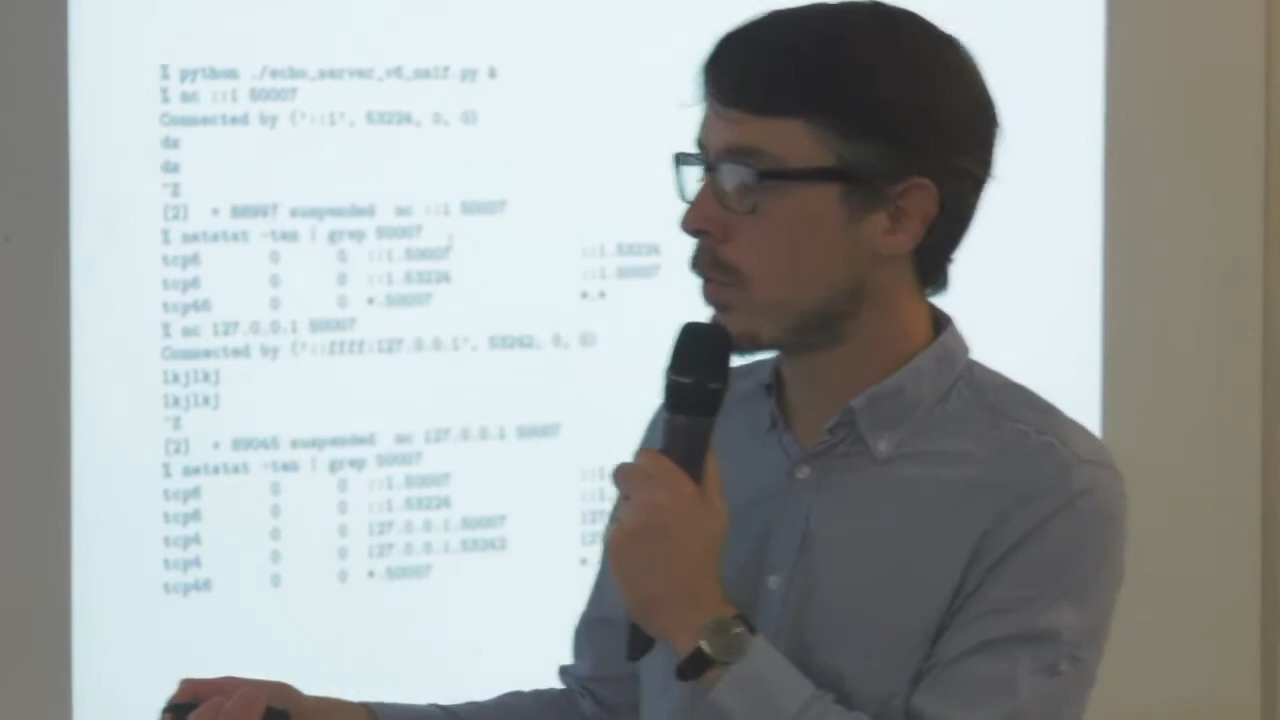 % python ./echo_server_v6_naif.py &
% nc ::1 50007
Connected by ('::1', 53224, 0, 0)
dz
dz
^Z
[2]  + 88997 suspended  nc ::1 50007
% netstat -tan | grep 50007
tcp6 0 0 ::1.50007 ::1.53224
tcp6 0 0 ::1.53224 ::1.50007
tcp46 0 0 *.50007 *.*
% nc 127.0.0.1 50007
Connected by ('::ffff:127.0.0.1', 53242, 0, 0)
lkjlkj
lkjlkj
^Z
[2]  + 89045 suspended  nc 127.0.0.1 50007
% netstat -tan | grep 50007
tcp6 0 0 ::1.50007
tcp6 0 0 ::1.53224
tcp4 0 0 127.0.0.1.50007
tcp4 0 0 127.0.0.1.53242
tcp46 0 0 *.50007